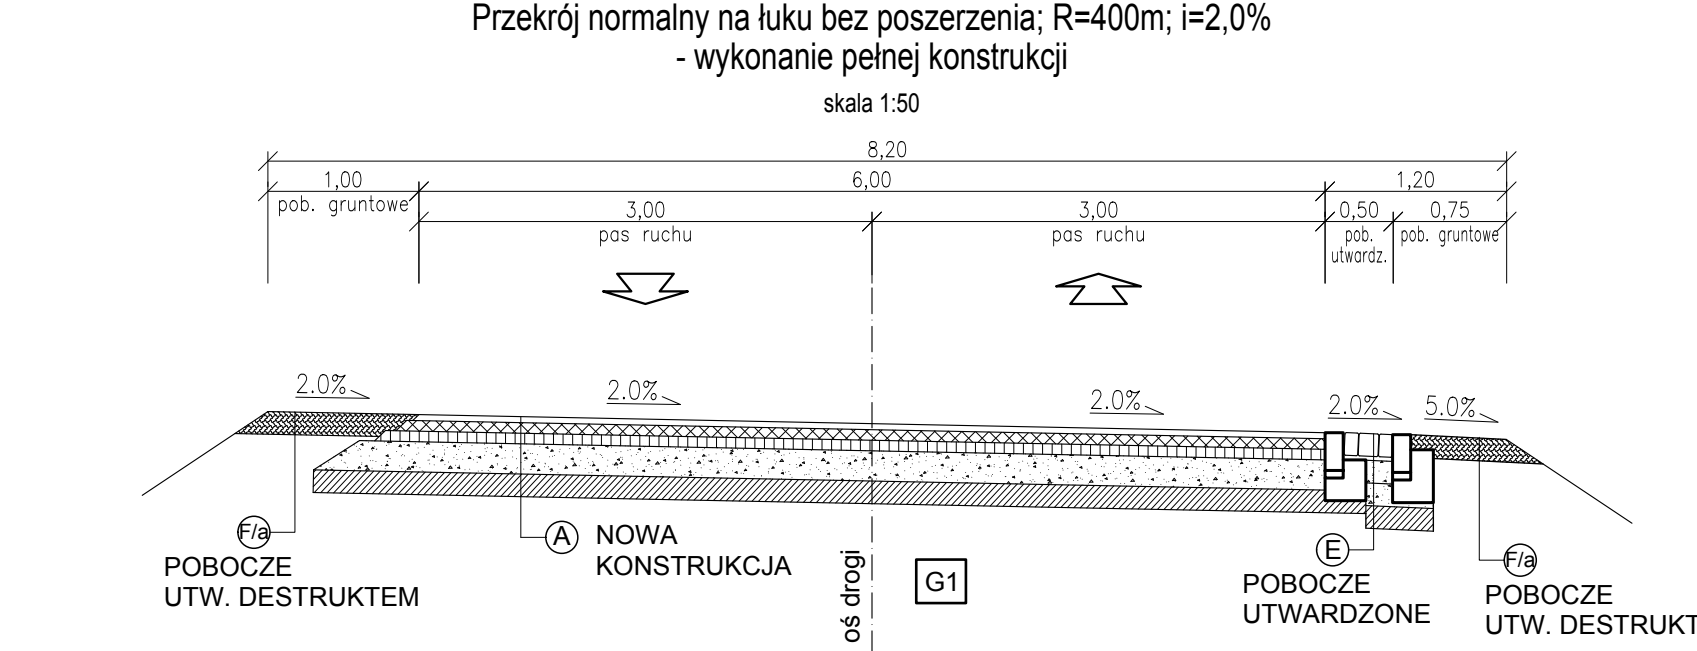 Przekrój normalny na łuku bez poszerzenia; R=400m; i=2,0%
- wykonanie pełnej konstrukcji
skala 1:50
8,20
1,00
6,00
1,20
pob. gruntowe
3,00
3,00
0,50
0,75
pas ruchu
pas ruchu
pob.
utwardz.
pob. gruntowe
2.0%
2.0%
2.0%
2.0%
5.0%
F/a
POBOCZE
UTW. DESTRUKTEM
A
NOWA
KONSTRUKCJA
oś drogi
G1
E
POBOCZE
UTWARDZONE
F/a
POBOCZE
UTW. DESTRUKT